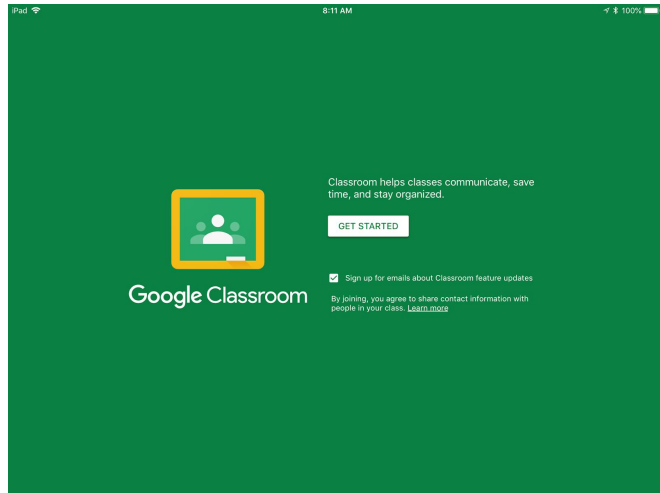 iPad 8:11 AM 100%
Classroom helps classes communicate, save
time, and stay organized.
GET STARTED
Google Classroom
Sign up for emails about Classroom feature updates
By joining, you agree to share contact information with
people in your class. Learn more